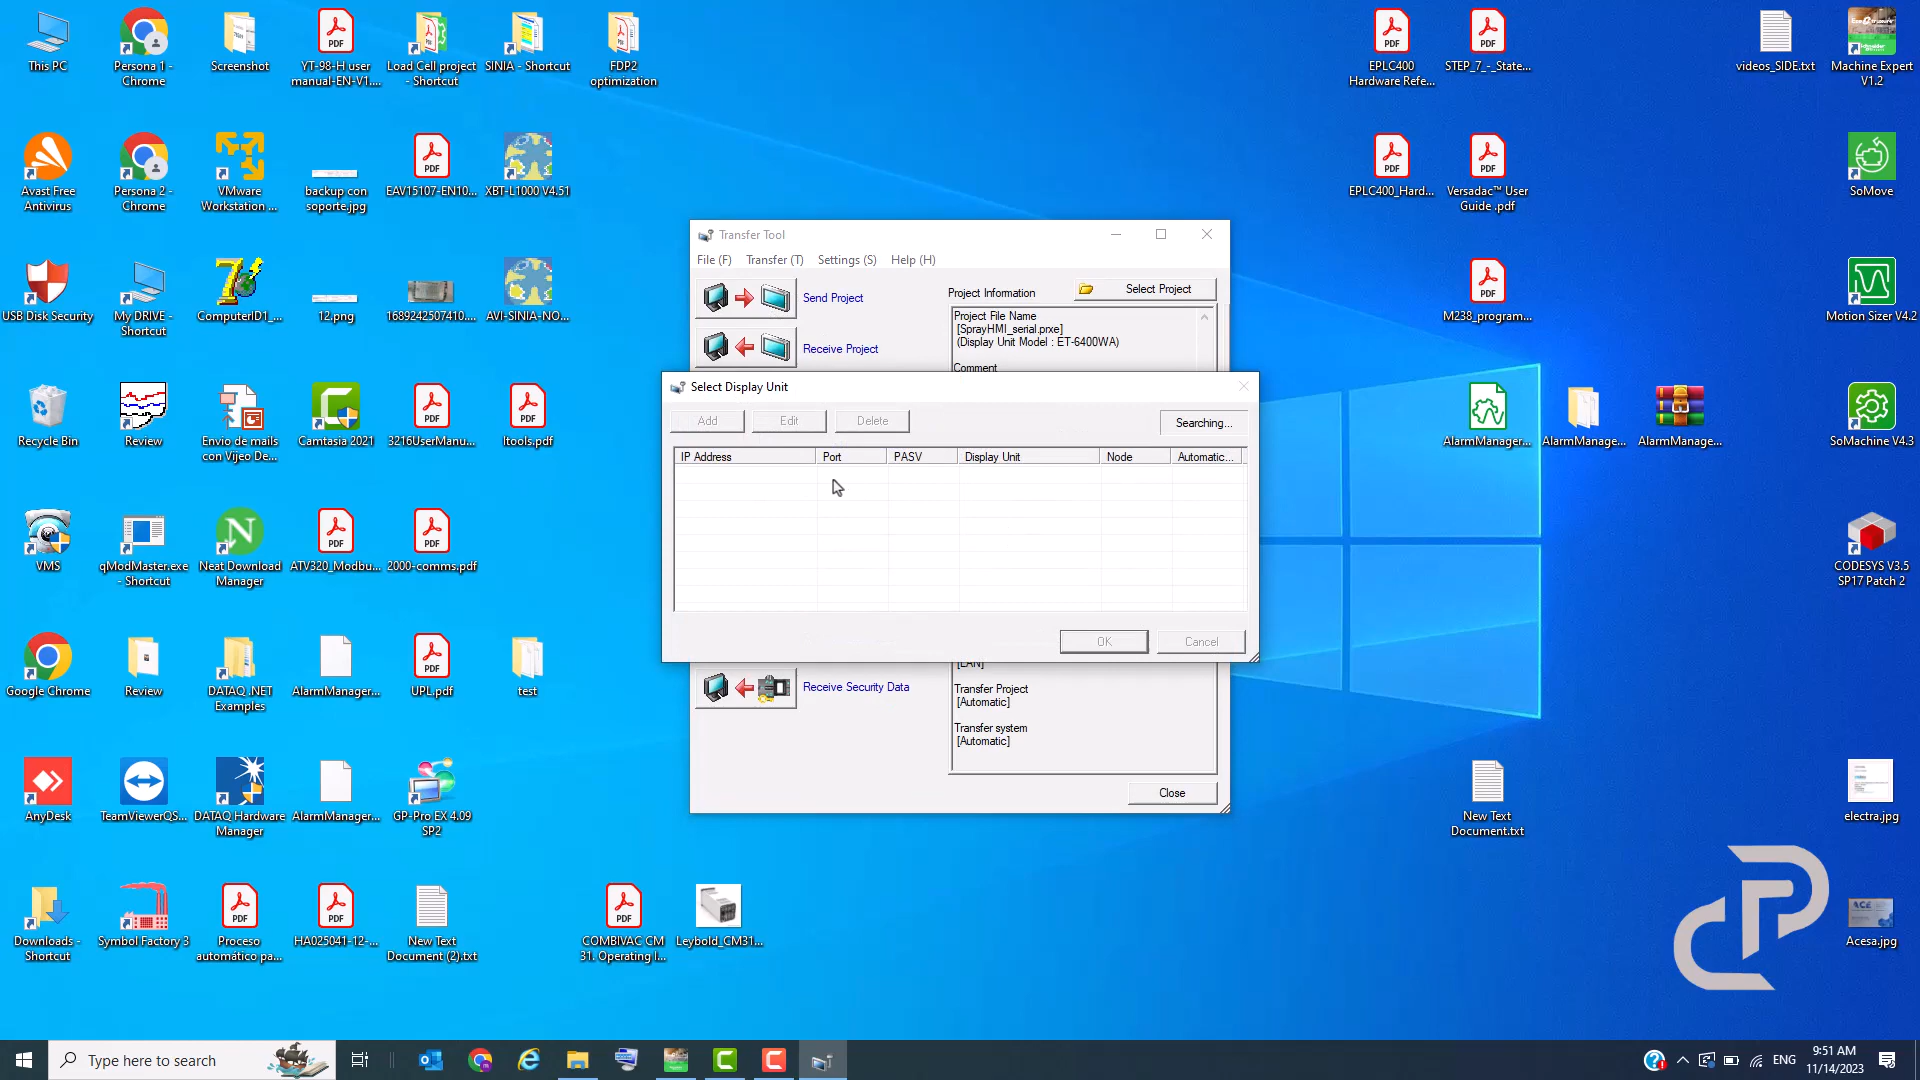 This PC
Persona 1 -
Chrome
Screenshot
YT-98-H user
manual-EN-V1....
Load Cell project
- Shortcut
SINIA - Shortcut
FDP2
optimization
EPLC400
Hardware Refe...
STEP_7_-_State...
videos_SIDE.txt
Machine Expert
V1.2
Avast Free
Antivirus
Persona 2 -
Chrome
VMware
Workstation ...
backup con
soporte.jpg
EAV15107-EN10...
XBT-L1000 V4.51
EPLC400_Hard...
Versadac™ User
Guide .pdf
SoMove
USB Disk Security
My DRIVE -
Shortcut
ComputerID1_...
12.png
1689242507410....
AVI-SINIA-NO...
M238_program...
Motion Sizer V4.2
Recycle Bin
Review
Envio de mails
con Vijeo De...
Camtasia 2021
3216UserManu...
Itools.pdf
AlarmManager...
AlarmManage...
AlarmManage...
SoMachine V4.3
VMS
qModMaster.exe
- Shortcut
Neat Download
Manager
ATV320_Modbu...
2000-comms.pdf
CODESYS V3.5
SP17 Patch 2
Google Chrome
Review
DATAQ .NET
Examples
AlarmManager...
UPL.pdf
test
AnyDesk
TeamViewerQS...
DATAQ Hardware
Manager
AlarmManager...
GP-Pro EX 4.09
SP2
New Text
Document.txt
electra.jpg
Downloads -
Shortcut
Symbol Factory 3
Proceso
automatico pa...
HA025041-12-...
New Text
Document (2).txt
COMBIVAC CM
31. Operating I...
Leybold_CM31...
Acesa.jpg
Transfer Tool
File (F) Transfer (T) Settings (S) Help (H)
Send Project
Receive Project
Project Information
Select Project
Project File Name
[SprayHMI_serial.prxe]
(Display Unit Model : ET-6400WA)
Comment
Select Display Unit
Add Edit Delete Searching...
IP Address Port PASV Display Unit Node Automatic...
OK Cancel
[LAN]
Receive Security Data
Transfer Project
[Automatic]
Transfer system
[Automatic]
Close
Type here to search
ENG
9:51 AM
11/14/2023